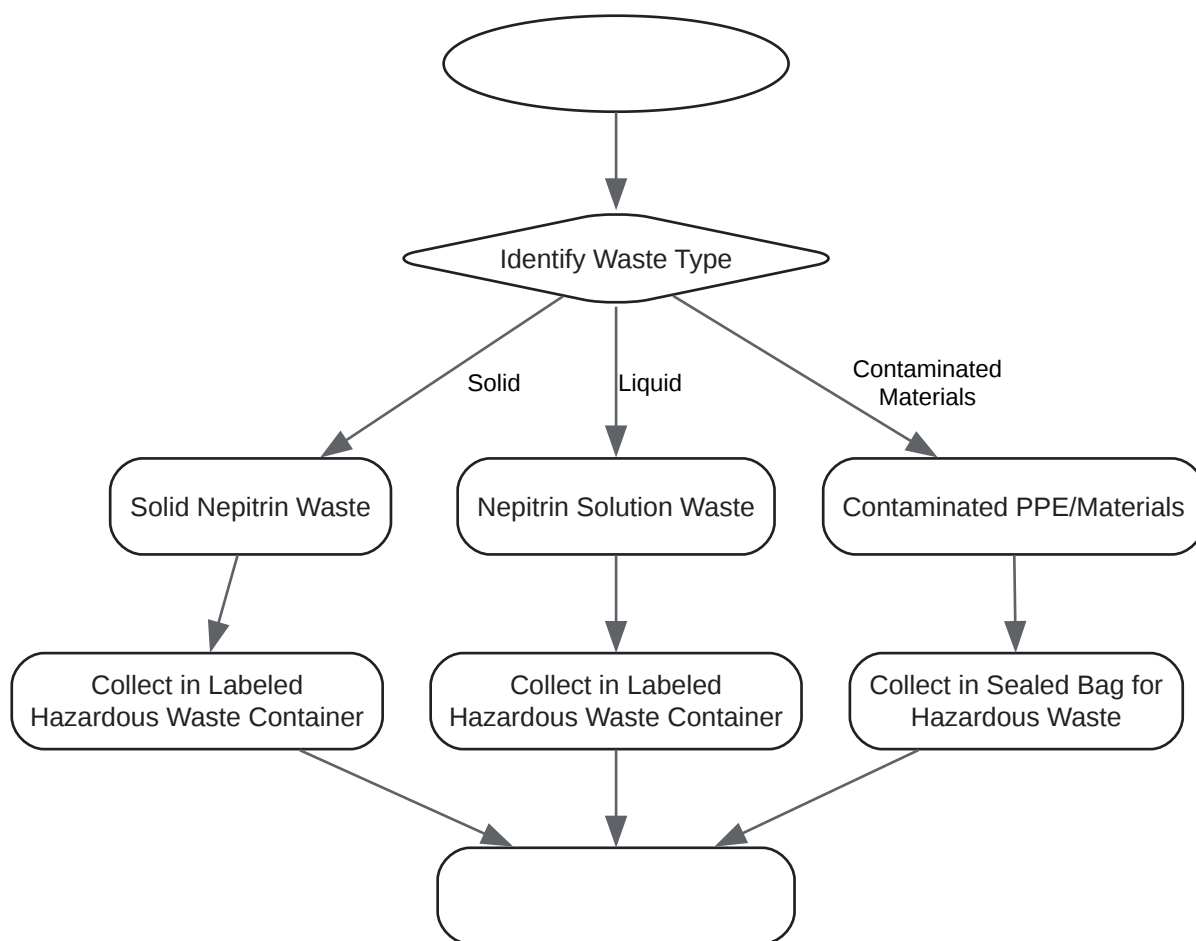 Identify Waste Type
Solid
Liquid
Contaminated
Materials
Solid Nepitrin Waste
Nepitrin Solution Waste
Contaminated PPE/Materials
Collect in Labeled
Hazardous Waste Container
Collect in Labeled
Hazardous Waste Container
Collect in Sealed Bag for
Hazardous Waste